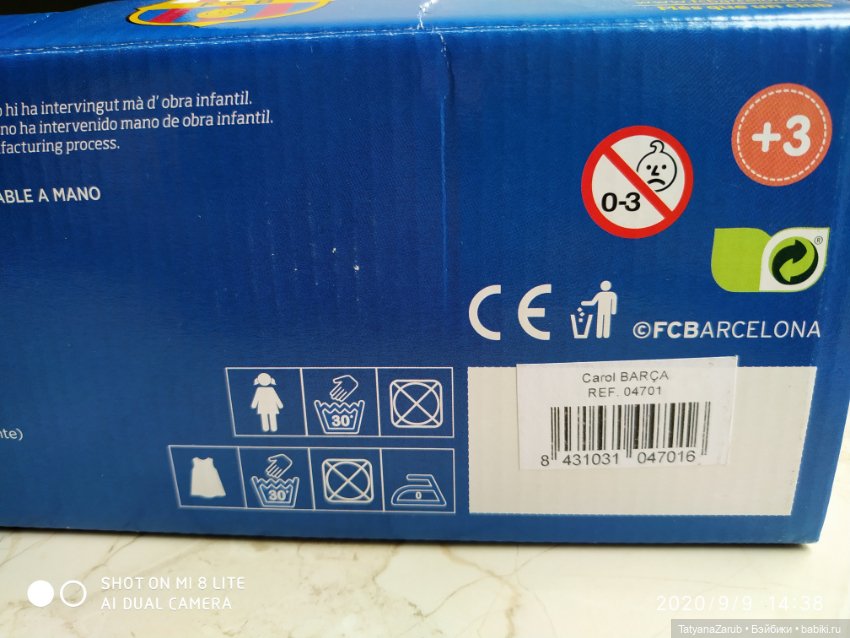 hi ha intervingut mà d' obra infantil.
no ha intervenido mano de obra infantil.
facturing process.
ABLE A MANO
+3
0-3
®
CE
©FCBARCELONA
Carol BARÇA
REF. 04701
8 431031 047016
30°
nte)
30°
0
SHOT ON MI 8 LITE
AI DUAL CAMERA
2020/9/9 14:38
TatyanaZarub • Бэйбики • babiki.ru